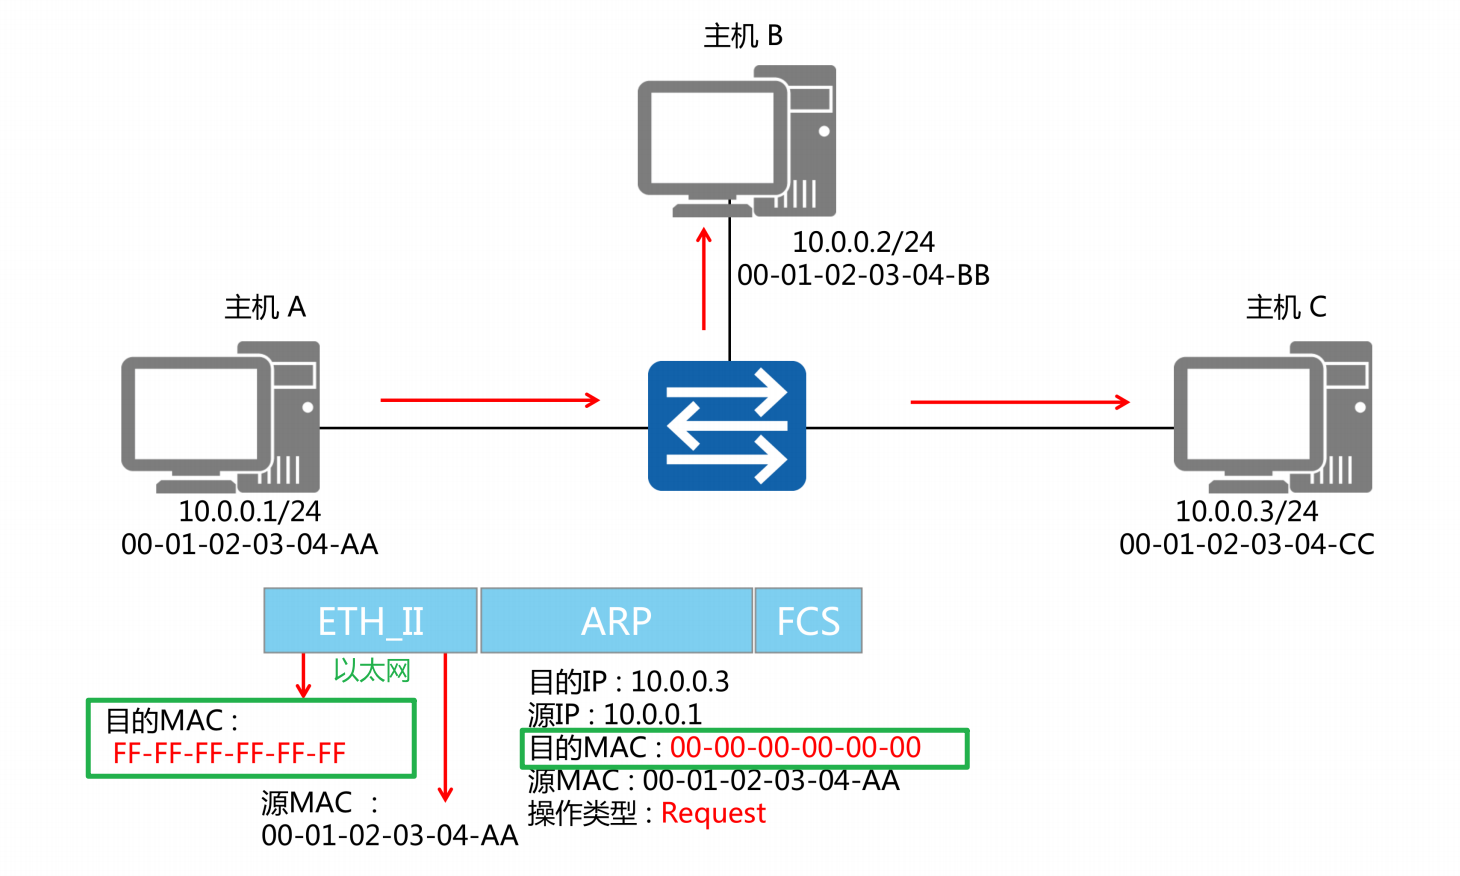 主机 B
10.0.0.2/24
00-01-02-03-04-BB
主机 A
主机 C
10.0.0.1/24
00-01-02-03-04-AA
10.0.0.3/24
00-01-02-03-04-CC
ETH_II
ARP
FCS
以太网
目的MAC :
FF-FF-FF-FF-FF-FF
源MAC :
00-01-02-03-04-AA
目的IP : 10.0.0.3
源IP : 10.0.0.1
目的MAC : 00-00-00-00-00-00
源MAC : 00-01-02-03-04-AA
操作类型 : Request